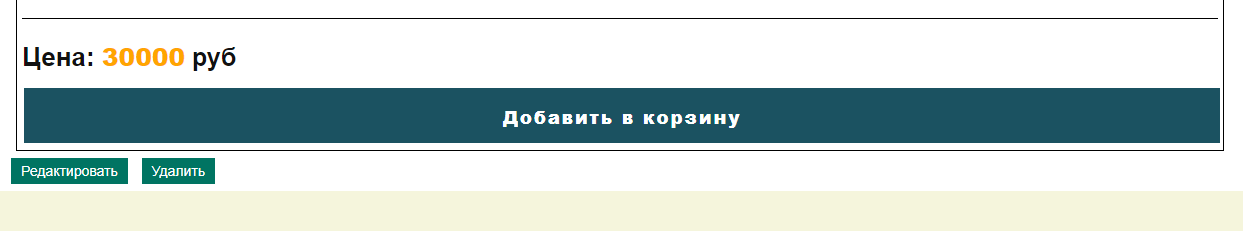 Цена: 30000 руб
Добавить в корзину
Редактировать Удалить